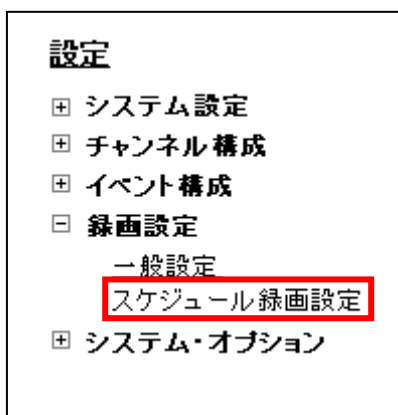 設定
システム設定
チャンネル構成
イベント構成
録画設定
一般設定
スケジュール録画設定
システム・オプション